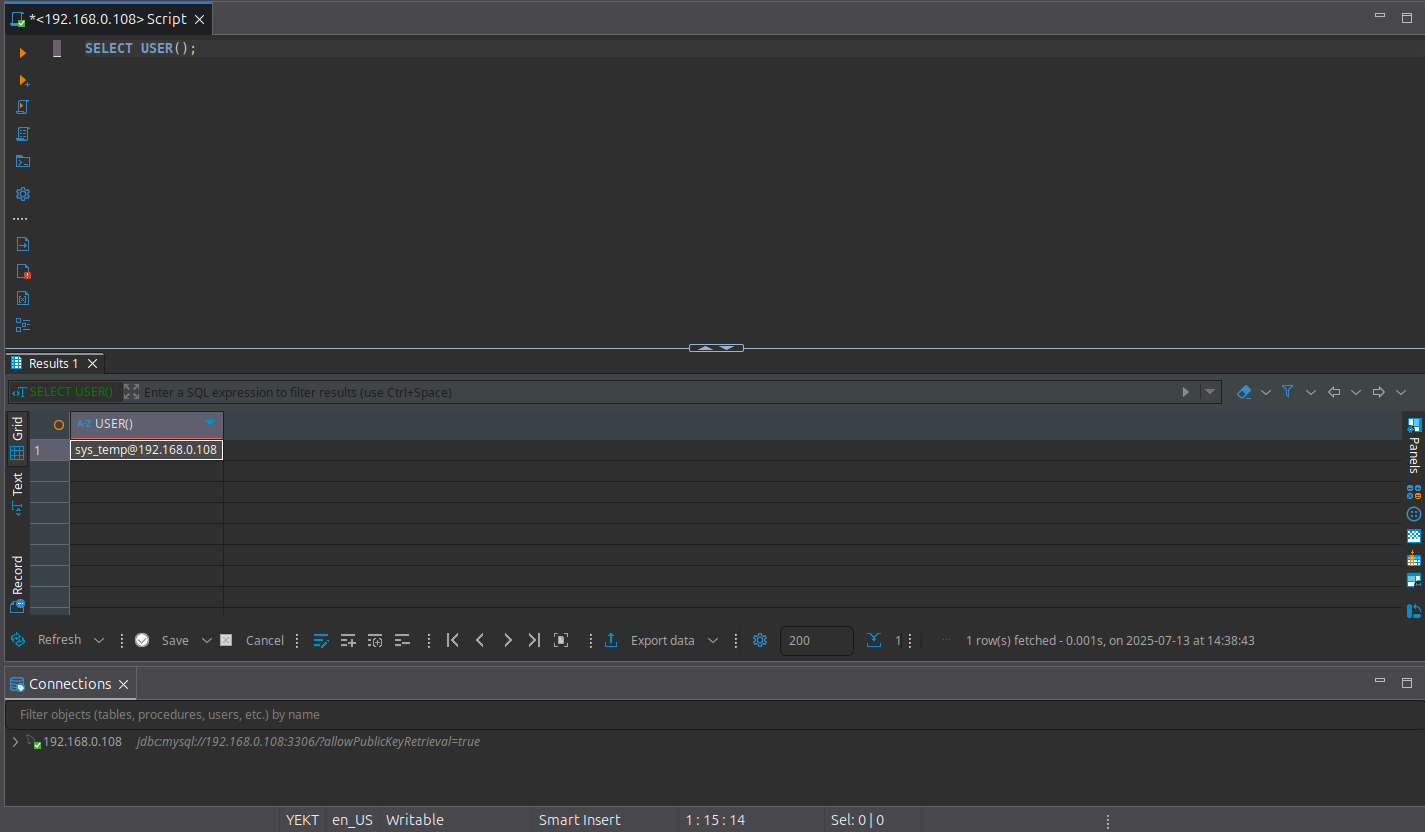 *<192.168.0.108> Script
SELECT USER();
Results 1
SELECT USER() Enter a SQL expression to filter results (use Ctrl+Space)
Grid
Text
Record
A-Z USER()
1 sys_temp@192.168.0.108
Panels
Refresh Save Cancel Export data 200 1 1 row(s) fetched - 0.001s, on 2025-07-13 at 14:38:43
Connections
Filter objects (tables, procedures, users, etc.) by name
192.168.0.108 jdbc:mysql://192.168.0.108:3306/?allowPublicKeyRetrieval=true
YEKT en_US Writable Smart Insert 1 : 15 : 14 Sel: 0 | 0